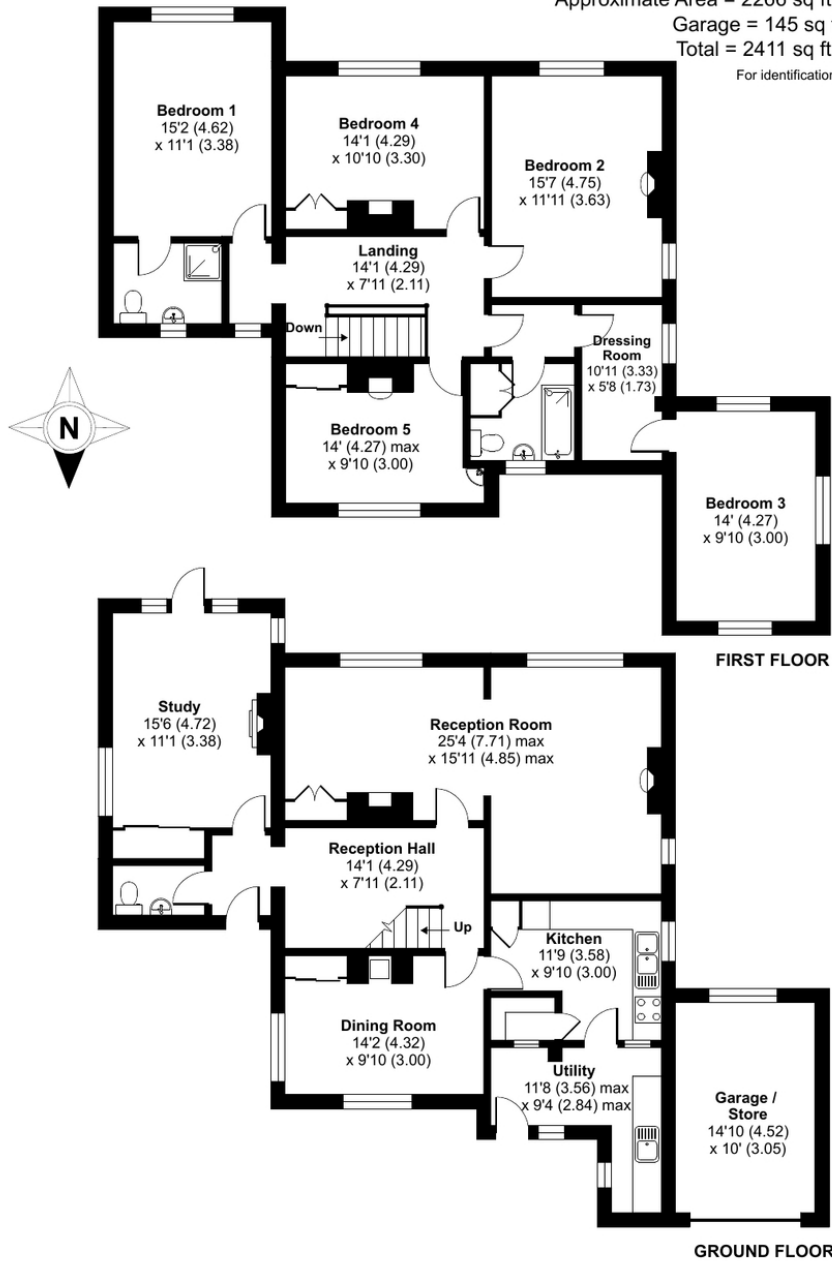 Approximate Area = 2266 sq ft
Garage = 145 sq
Total = 2411 sq ft
For identification
Bedroom 1
15'2 (4.62)
x 11'1 (3.38)
Bedroom 4
14'1 (4.29)
x 10'10 (3.30)
Bedroom 2
15'7 (4.75)
x 11'11 (3.63)
Landing
14'1 (4.29)
x 7'11 (2.11)
Down
Dressing
Room
10'11 (3.33)
x 5'8 (1.73)
N
Bedroom 5
14' (4.27) max
x 9'10 (3.00)
Bedroom 3
14' (4.27)
x 9'10 (3.00)
FIRST FLOOR
Study
15'6 (4.72)
x 11'1 (3.38)
Reception Room
25'4 (7.71) max
x 15'11 (4.85) max
Reception Hall
14'1 (4.29)
x 7'11 (2.11)
Up
Kitchen
11'9 (3.58)
x 9'10 (3.00)
Dining Room
14'2 (4.32)
x 9'10 (3.00)
Utility
11'8 (3.56) max
x 9'4 (2.84) max
Garage /
Store
14'10 (4.52)
x 10' (3.05)
GROUND FLOOR